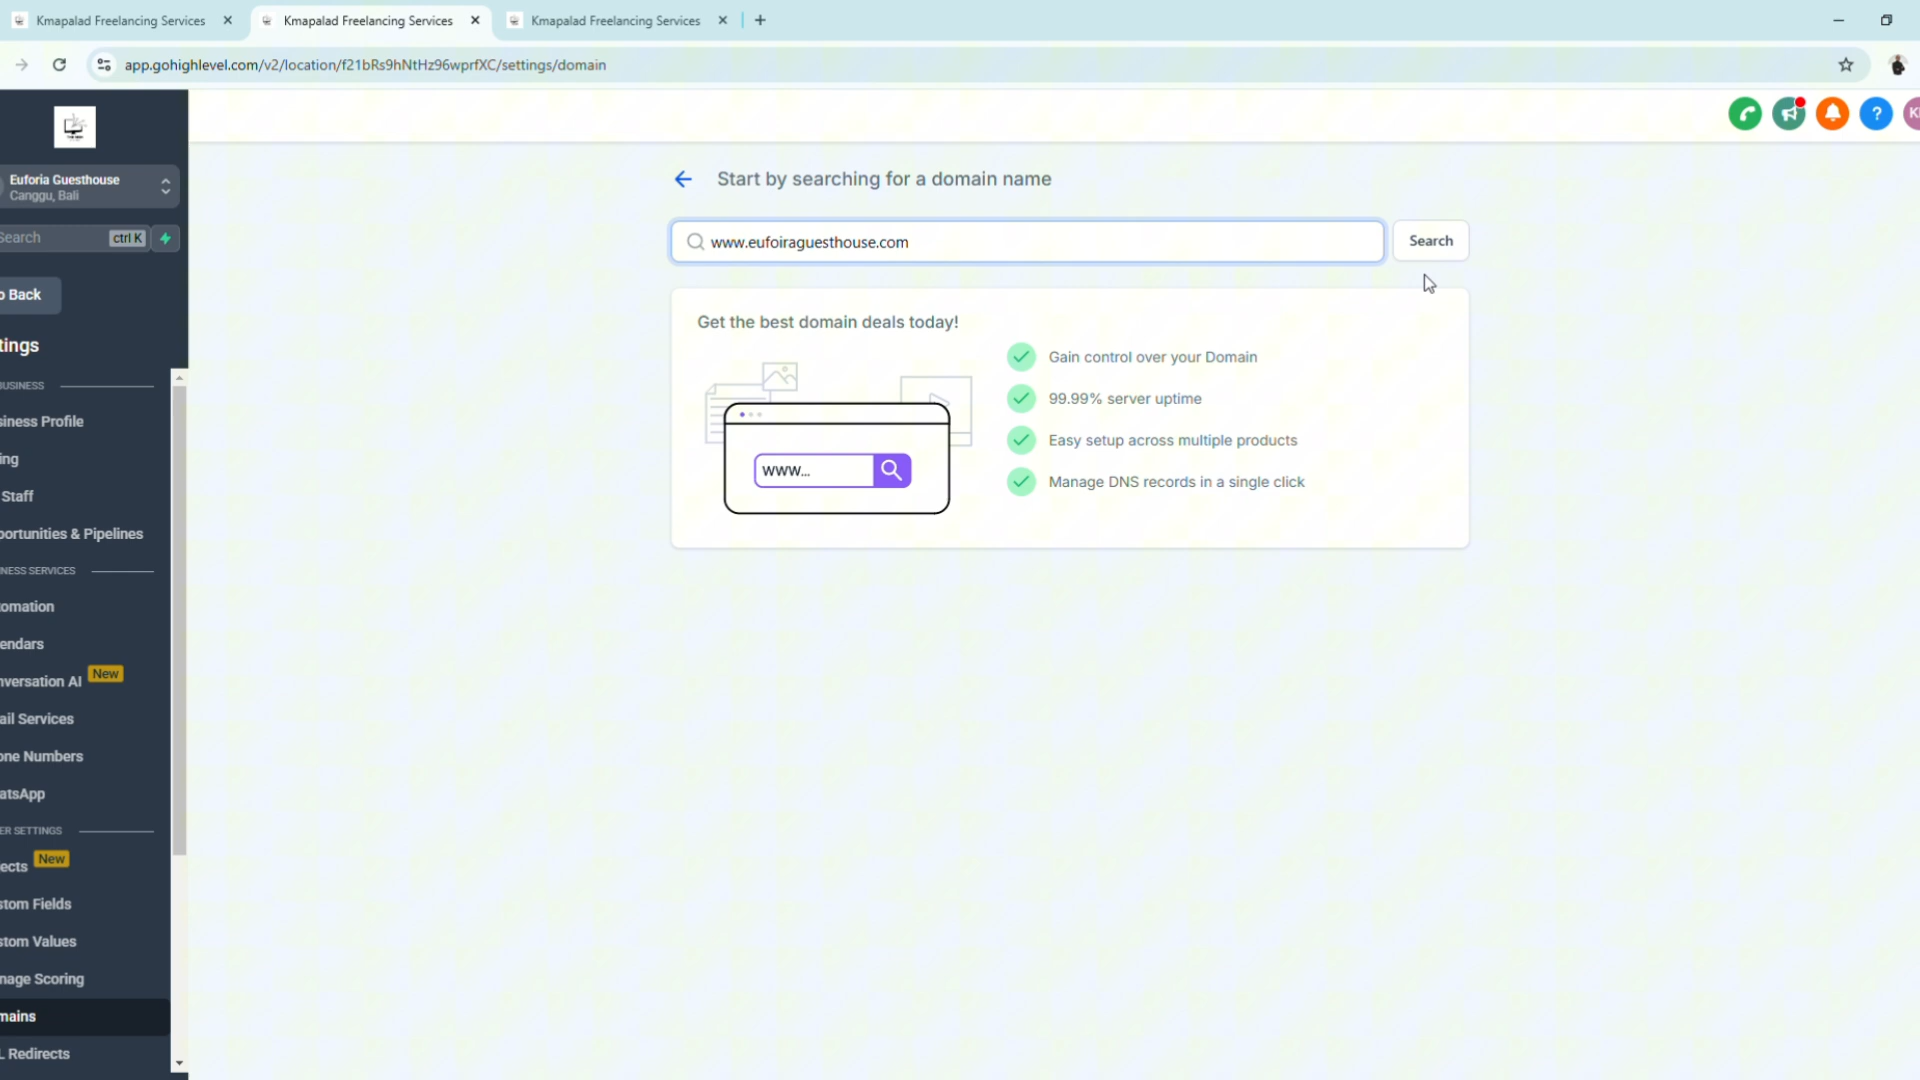 Kmapalad Freelancing Services
Kmapalad Freelancing Services
Kmapalad Freelancing Services
app.gohighlevel.com/v2/location/f21bRs9hNtHz96wprfXC/settings/domain
Euforia Guesthouse
Canggu, Bali
Search
ctrl K
o Back
tings
BUSINESS
siness Profile
ing
Staff
portunities & Pipelines
NESS SERVICES
tomation
endars
nversation AI New
ail Services
one Numbers
atsApp
ER SETTINGS
ects New
stom Fields
stom Values
nage Scoring
mains
L Redirects
K
Start by searching for a domain name
www.eufoiraguesthouse.com
Search
Get the best domain deals today!
www...
Gain control over your Domain
99.99% server uptime
Easy setup across multiple products
Manage DNS records in a single click